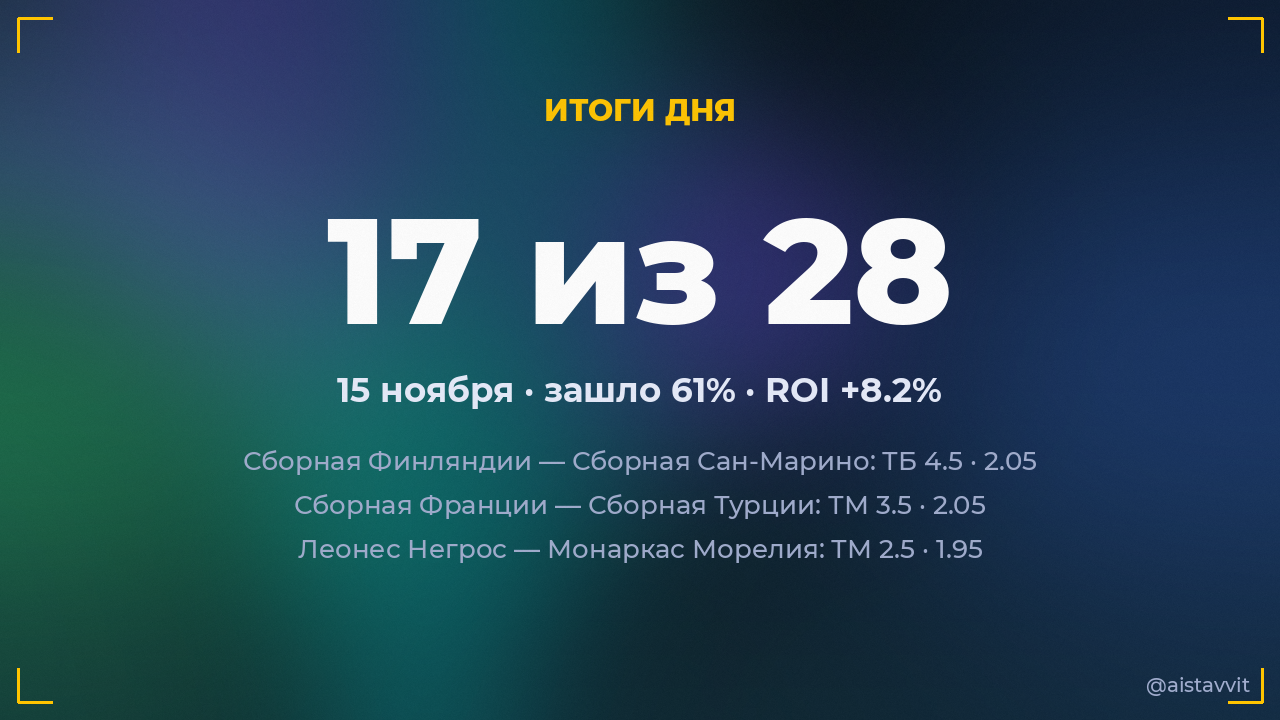 ИТОГИ ДНЯ
17 из 28
15 ноября · зашло 61% · ROI +8.2%
Сборная Финляндии — Сборная Сан-Марино: ТБ 4.5 · 2.05
Сборная Франции — Сборная Турции: ТМ 3.5 · 2.05
Леонес Негрос — Монаркас Морелия: ТМ 2.5 · 1.95
@aistavvit